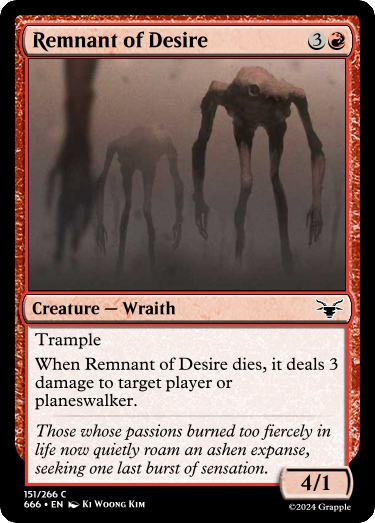 Remnant of Desire 3
Creature — Wraith
Trample
When Remnant of Desire dies, it deals 3
damage to target player or
planeswalker.
Those whose passions burned too fiercely in
life now quietly roam an ashen expanse,
seeking one last burst of sensation.
4/1
151/266 C
666 • EN Ki Woong Kim
©2024 Grapple